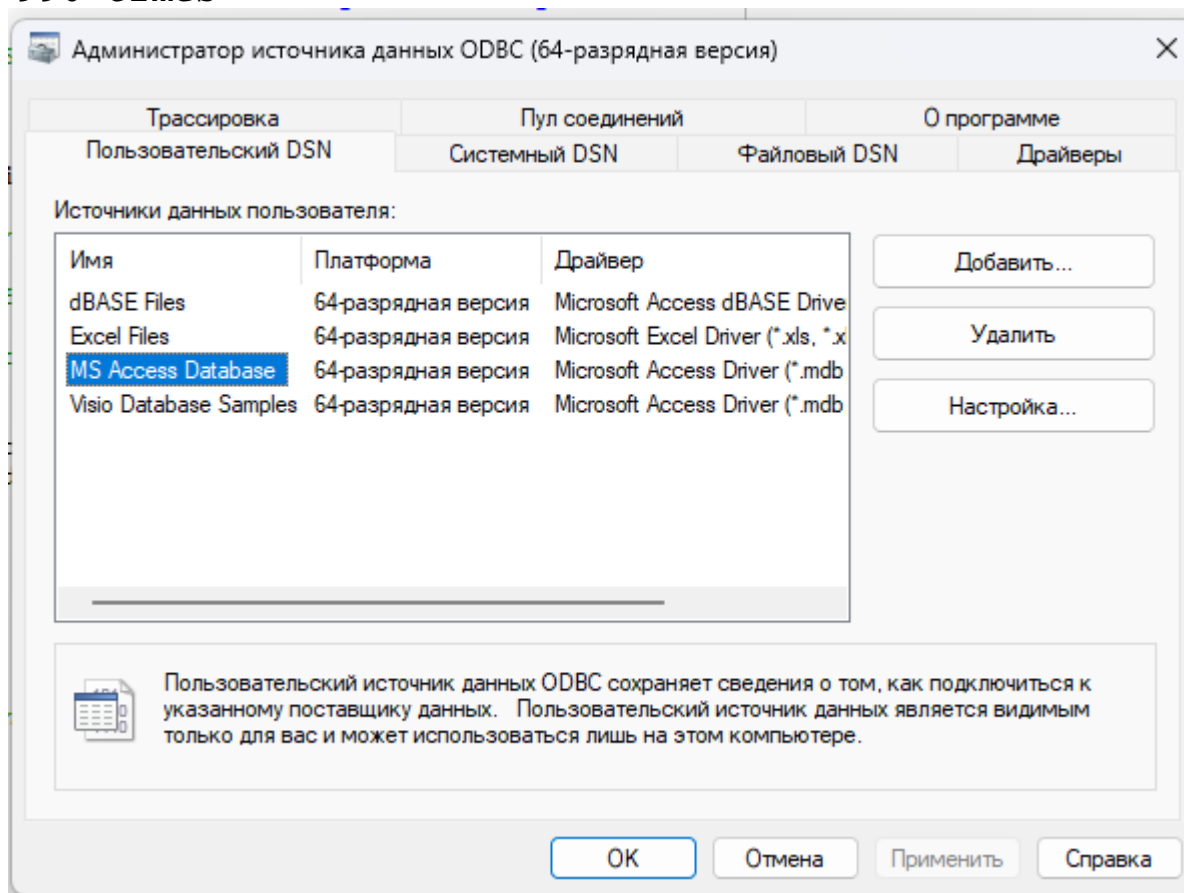 Администратор источника данных ODBC (64-разрядная версия)
Трассировка Пул соединений О программе
Пользовательский DSN Системный DSN Файловый DSN Драйверы
Источники данных пользователя:
Имя Платформа Драйвер
dBASE Files 64-разрядная версия Microsoft Access dBASE Drive
Excel Files 64-разрядная версия Microsoft Excel Driver (*.xls, *.x
MS Access Database 64-разрядная версия Microsoft Access Driver (*.mdb
Visio Database Samples 64-разрядная версия Microsoft Access Driver (*.mdb
Добавить...
Удалить
Настройка...
Пользовательский источник данных ODBC сохраняет сведения о том, как подключиться к
указанному поставщику данных. Пользовательский источник данных является видимым
только для вас и может использоваться лишь на этом компьютере.
OK Отмена Применить Справка